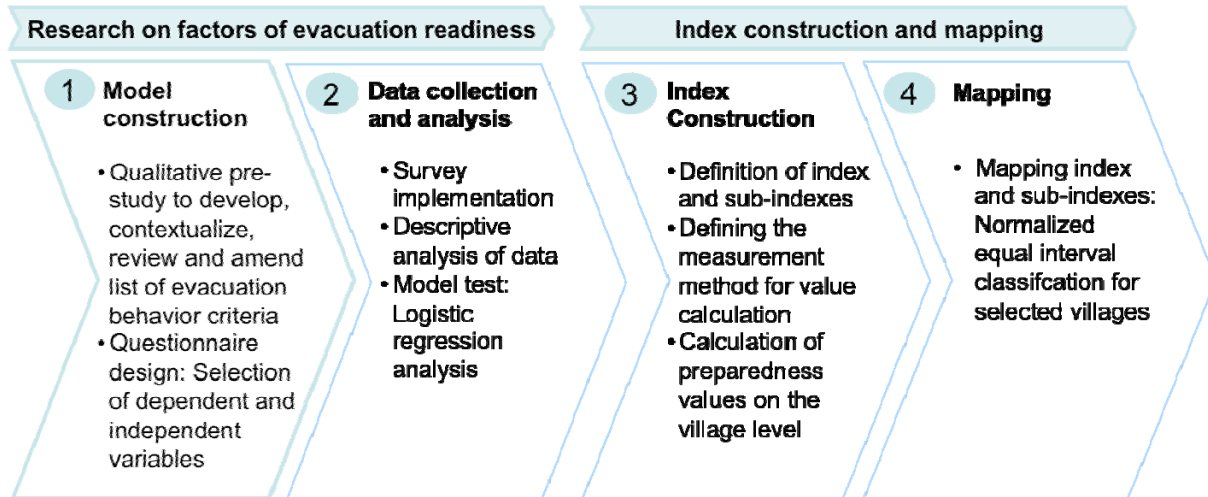 Research on factors of evacuation readiness
Index construction and mapping
1
Model
construction
• Qualitative pre-
study to develop,
contextualize,
review and amend
list of evacuation
behavior criteria
• Questionnaire
design: Selection
of dependent and
independent
variables
2
Data collection
and analysis
• Survey
implementation
• Descriptive
analysis of data
• Model test:
Logistic
regression
analysis
3
Index
Construction
• Definition of index
and sub-indexes
• Defining the
measurement
method for value
calculation
• Calculation of
preparedness
values on the
village level
4
Mapping
• Mapping index
and sub-indexes:
Normalized
equal interval
classifcation for
selected villages